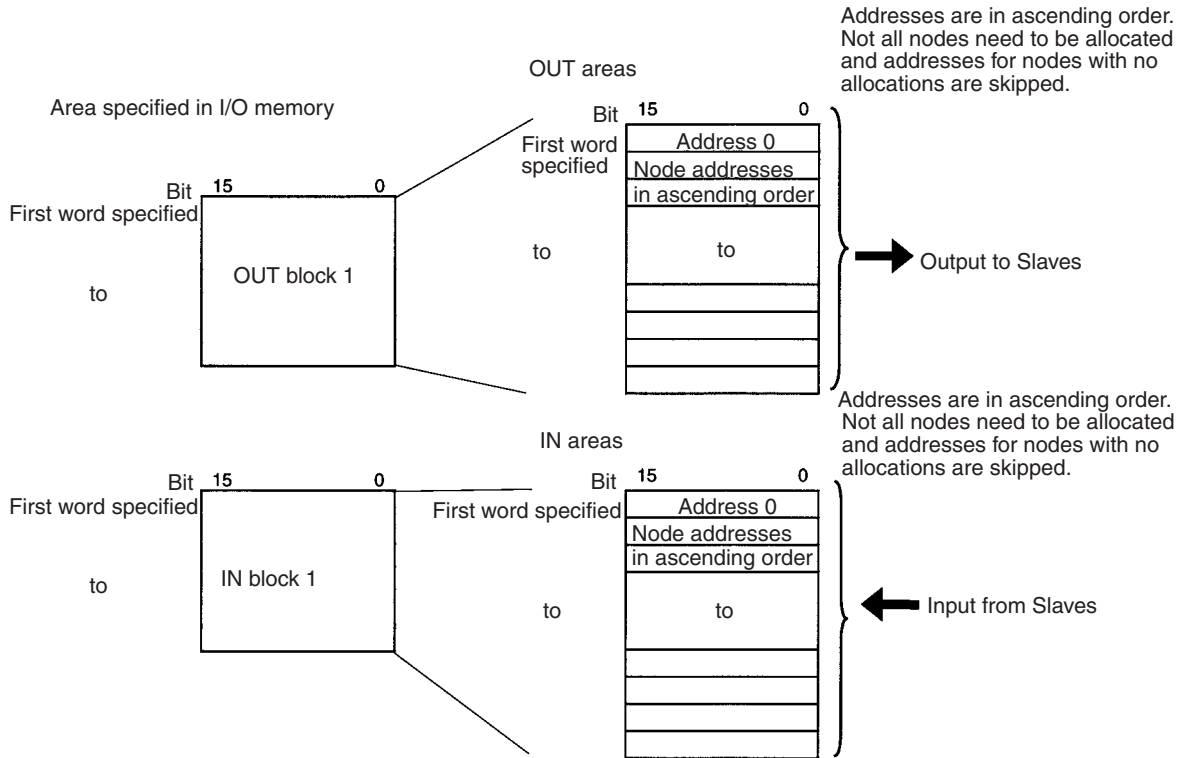 Addresses are in ascending order.
Not all nodes need to be allocated
and addresses for nodes with no
allocations are skipped.
OUT areas
Area specified in I/O memory
Bit 15 0
First word specified
to
OUT block 1
Bit 15 0
First word
specified
Address 0
Node addresses
in ascending order
to
to
Output to Slaves
Addresses are in ascending order.
Not all nodes need to be allocated
and addresses for nodes with no
allocations are skipped.
IN areas
Bit 15 0
First word specified
to
IN block 1
Bit 15 0
First word specified
Address 0
Node addresses
in ascending order
to
to
Input from Slaves